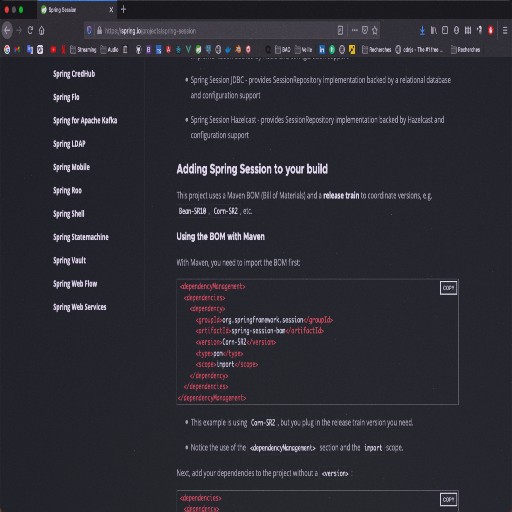 Spring Session
https://spring.io/projects/spring-session
Streaming
Audio
BAO
Veille
Recherches
cdnjs - The #1 free ...
Recherches
Spring CredHub
Spring Flo
Spring for Apache Kafka
Spring LDAP
Spring Mobile
Spring Roo
Spring Shell
Spring Statemachine
Spring Vault
Spring Web Flow
Spring Web Services
Spring Session JDBC - provides SessionRepository implementation backed by a relational database
and configuration support
Spring Session Hazelcast - provides SessionRepository implementation backed by Hazelcast and
configuration support
Adding Spring Session to your build
This project uses a Maven BOM (Bill of Materials) and a release train to coordinate versions, e.g.
Bean-SR10 , Corn-SR2 , etc.
Using the BOM with Maven
With Maven, you need to import the BOM first:
COPY
<dependencyManagement>
<dependencies>
<dependency>
<groupId>org.springframework.session</groupId>
<artifactId>spring-session-bom</artifactId>
<version>Corn-SR2</version>
<type>pom</type>
<scope>import</scope>
</dependency>
</dependencies>
</dependencyManagement>
This example is using Corn-SR2 , but you plug in the release train version you need.
Notice the use of the <dependencyManagement> section and the import scope.
Next, add your dependencies to the project without a <version> :
COPY
<dependencies>
<dependency>